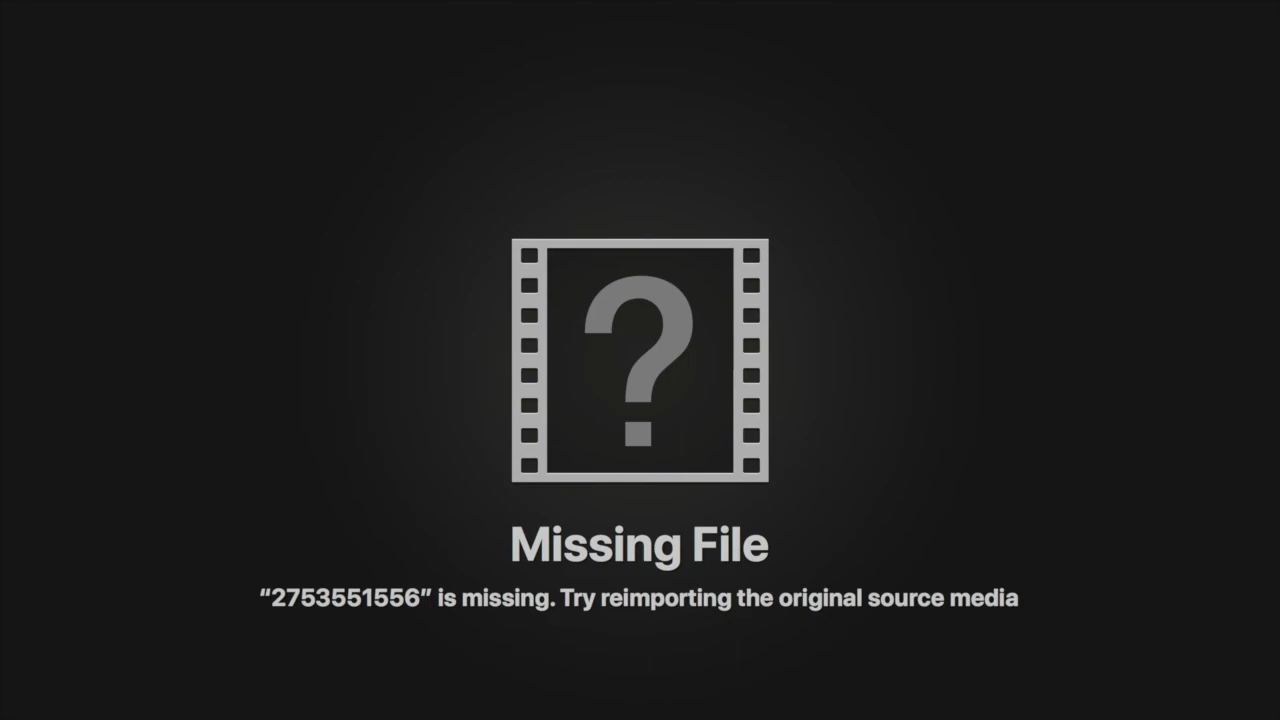 ?
Missing File
“2753551556” is missing. Try reimporting the original source media